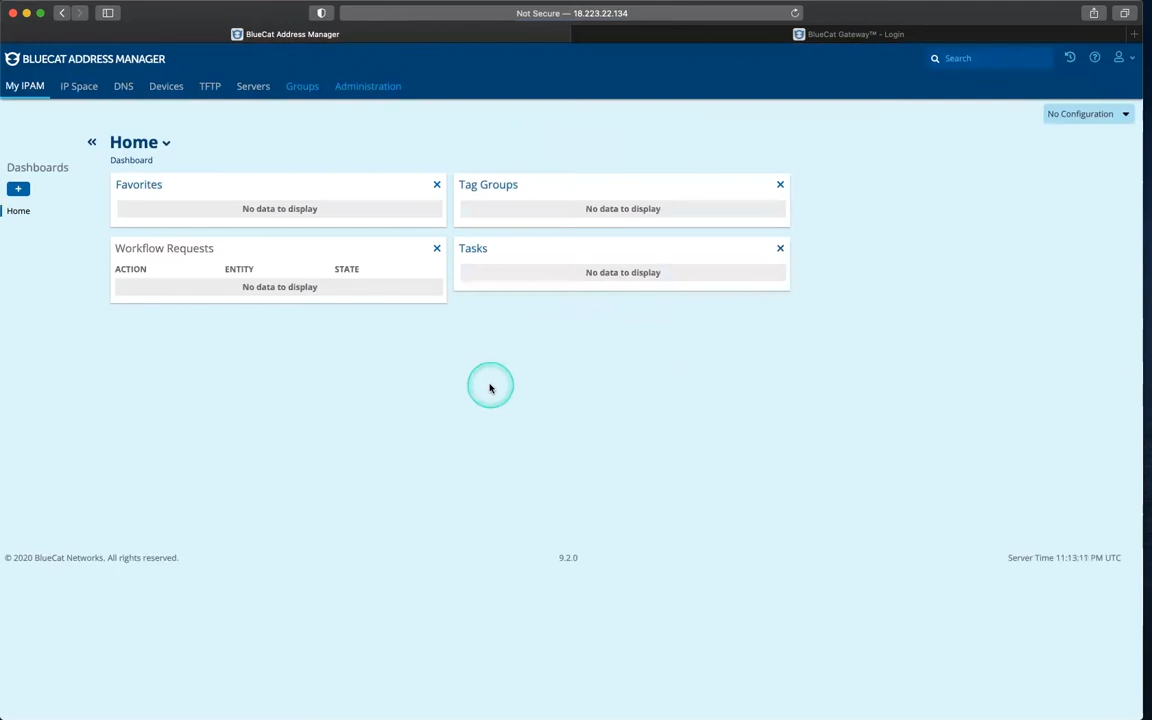 Not Secure — 18.223.22.134
BlueCat Address Manager
BlueCat Gateway™ - Login
BLUECAT ADDRESS MANAGER
Search
My IPAM IP Space DNS Devices TFTP Servers Groups Administration
No Configuration
Home
Dashboard
Dashboards
+
Home
Favorites
No data to display
Tag Groups
No data to display
Workflow Requests
ACTION ENTITY STATE
No data to display
Tasks
No data to display
© 2020 BlueCat Networks. All rights reserved.
9.2.0
Server Time 11:13:11 PM UTC